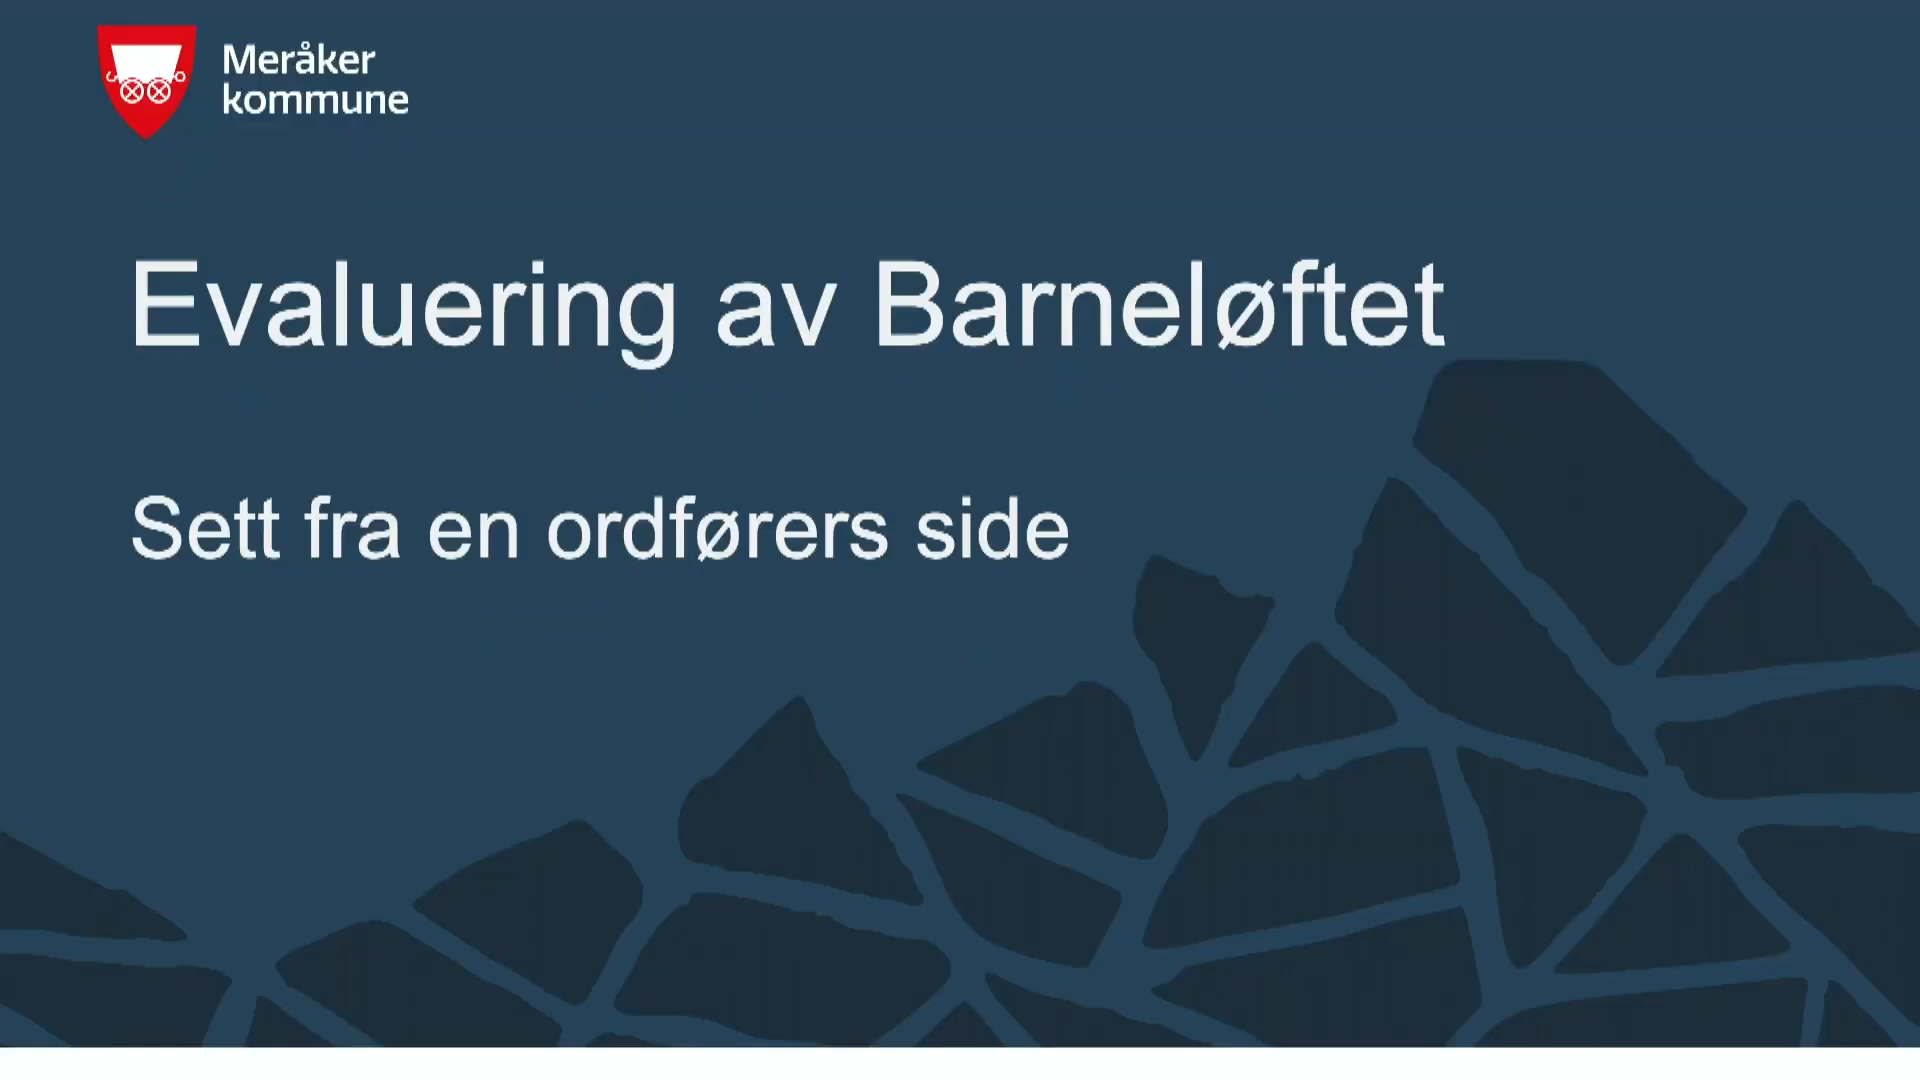 Meråker
kommune
Evaluering av Barneløftet
Sett fra en ordførers side